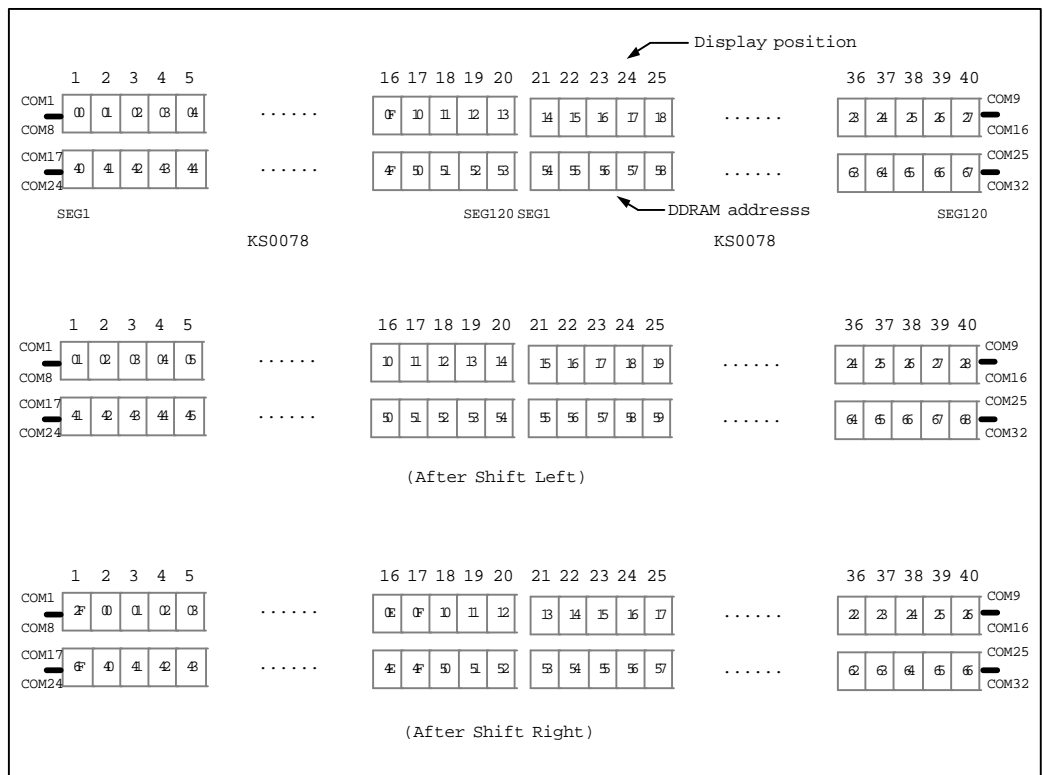 Display position
1 2 3 4 5 16 17 18 19 20 21 22 23 24 25 36 37 38 39 40
COM1 COM9
00 01 02 03 04 ...... 0F 10 11 12 13 14 15 16 17 18 ...... 23 24 25 26 27
COM8 COM16
COM17 COM25
40 41 42 43 44 ...... 4F 50 51 52 53 54 55 56 57 58 ...... 63 64 65 66 67
COM24 COM32
SEG1 SEG120 SEG1 DDRAM addresss SEG120
KS0078 KS0078
1 2 3 4 5 16 17 18 19 20 21 22 23 24 25 36 37 38 39 40
COM1 COM9
01 02 03 04 05 ...... 10 11 12 13 14 15 16 17 18 19 ...... 24 25 26 27 28
COM8 COM16
COM17 COM25
41 42 43 44 45 ...... 50 51 52 53 54 55 56 57 58 59 ...... 64 65 66 67 68
COM24 COM32
(After Shift Left)
1 2 3 4 5 16 17 18 19 20 21 22 23 24 25 36 37 38 39 40
COM1 COM9
2F 00 01 02 03 ...... 0E 0F 10 11 12 13 14 15 16 17 ...... 22 23 24 25 26
COM8 COM16
COM17 COM25
6F 40 41 42 43 ...... 4E 4F 50 51 52 53 54 55 56 57 ...... 62 63 64 65 66
COM24 COM32
(After Shift Right)